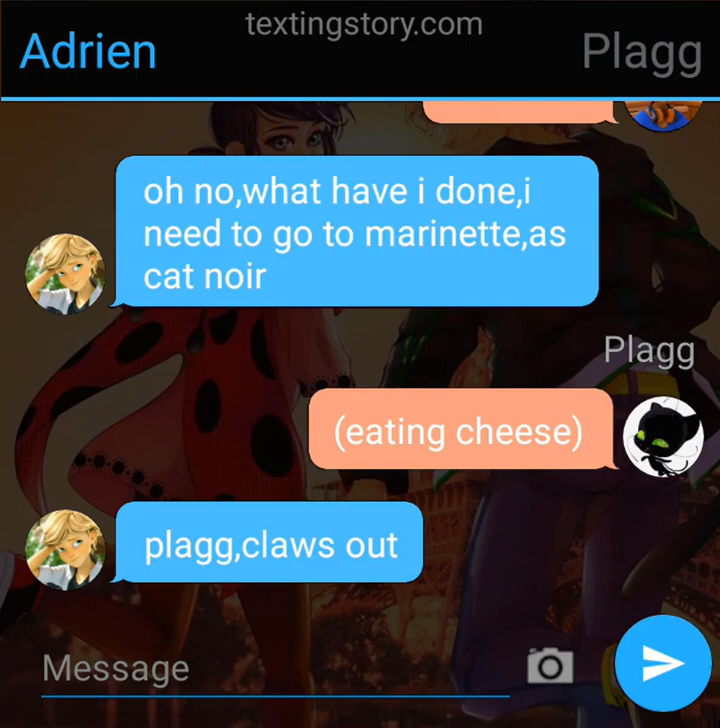 textingstory.com
Adrien
Plagg
oh no,what have i done,i
need to go to marinette,as
cat noir
Plagg
(eating cheese)
plagg,claws out
Message